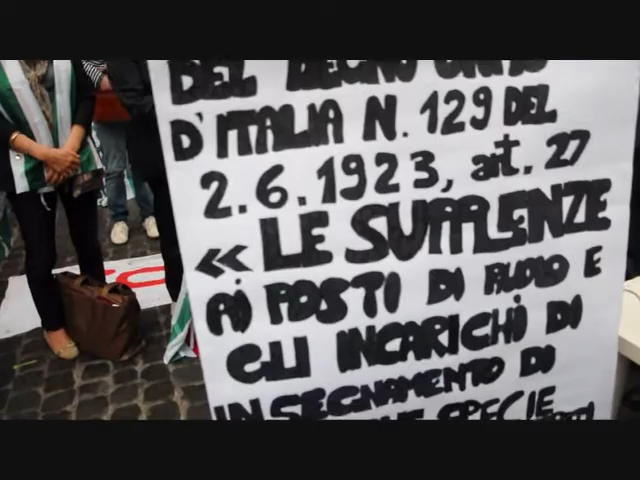 DEL REGNO
D'ITALIA N. 129 DEL
2.6.1923, art. 27
« LE SUPPLENZE
AI POSTI DI RUOLO E
GLI INCARICHI DI
INSEGNAMENTO DI
SPECIE